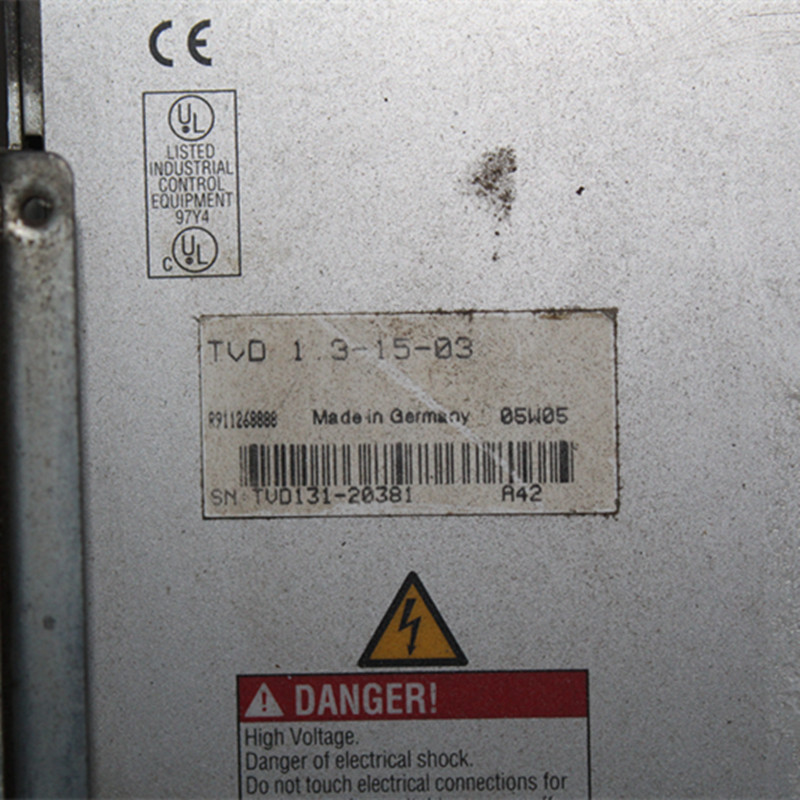 CE
UL
LISTED
INDUSTRIAL
CONTROL
EQUIPMENT
97Y4
c UL
TVD 1.3-15-03
R911268888 Made in Germany 05W05
SN:TVD131-20381 A42
DANGER!
High Voltage.
Danger of electrical shock.
Do not touch electrical connections for